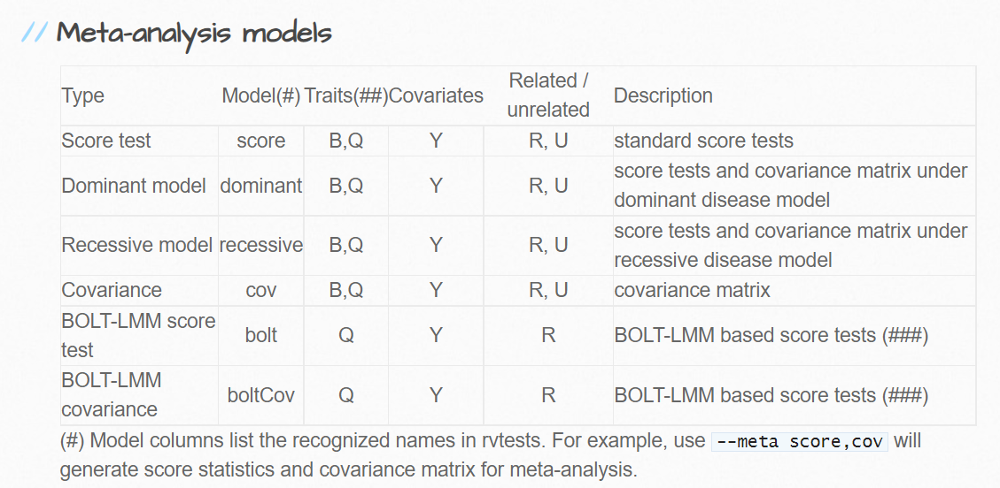 // Meta-analysis models
Type Model(#) Traits(##) Covariates Related / unrelated Description
Score test score B,Q Y R, U standard score tests
Dominant model dominant B,Q Y R, U score tests and covariance matrix under dominant disease model
Recessive model recessive B,Q Y R, U score tests and covariance matrix under recessive disease model
Covariance cov B,Q Y R, U covariance matrix
BOLT-LMM score test bolt Q Y R BOLT-LMM based score tests (###)
BOLT-LMM covariance boltCov Q Y R BOLT-LMM based score tests (###)
(#) Model columns list the recognized names in rvtests. For example, use --meta score,cov will
generate score statistics and covariance matrix for meta-analysis.